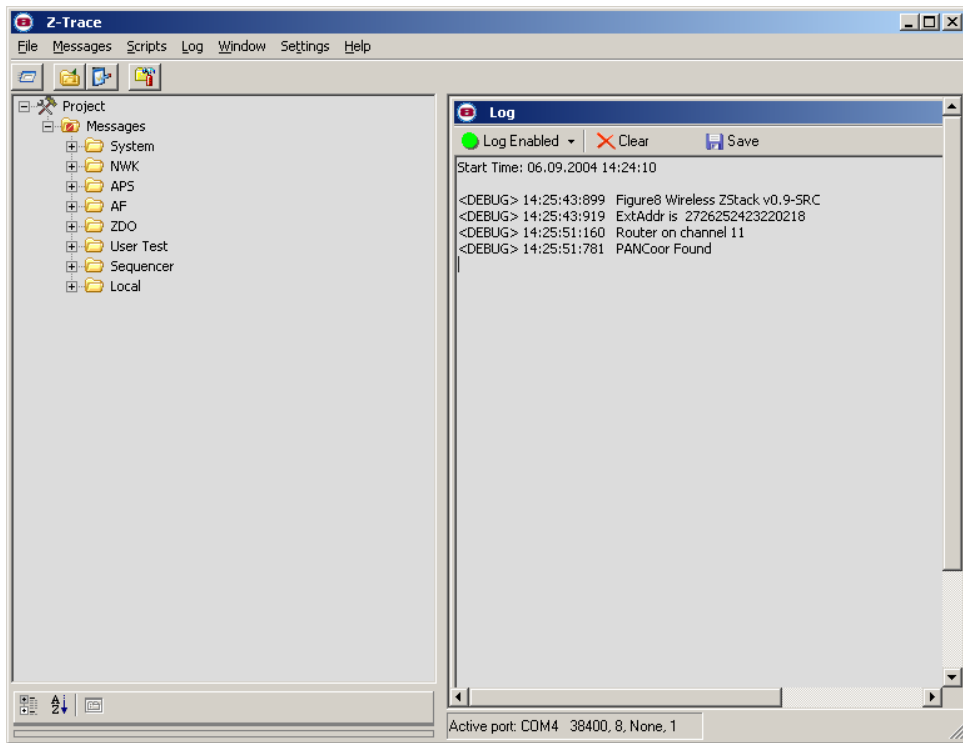 Z-Trace
File Messages Scripts Log Window Settings Help
Project
Messages
System
NWK
APS
AF
ZDO
User Test
Sequencer
Local
Log
Log Enabled Clear Save
Start Time: 06.09.2004 14:24:10
<DEBUG> 14:25:43:899 Figure8 Wireless ZStack v0.9-SRC
<DEBUG> 14:25:43:919 ExtAddr is 2726252423220218
<DEBUG> 14:25:51:160 Router on channel 11
<DEBUG> 14:25:51:781 PANCoor Found
Active port: COM4 38400, 8, None, 1